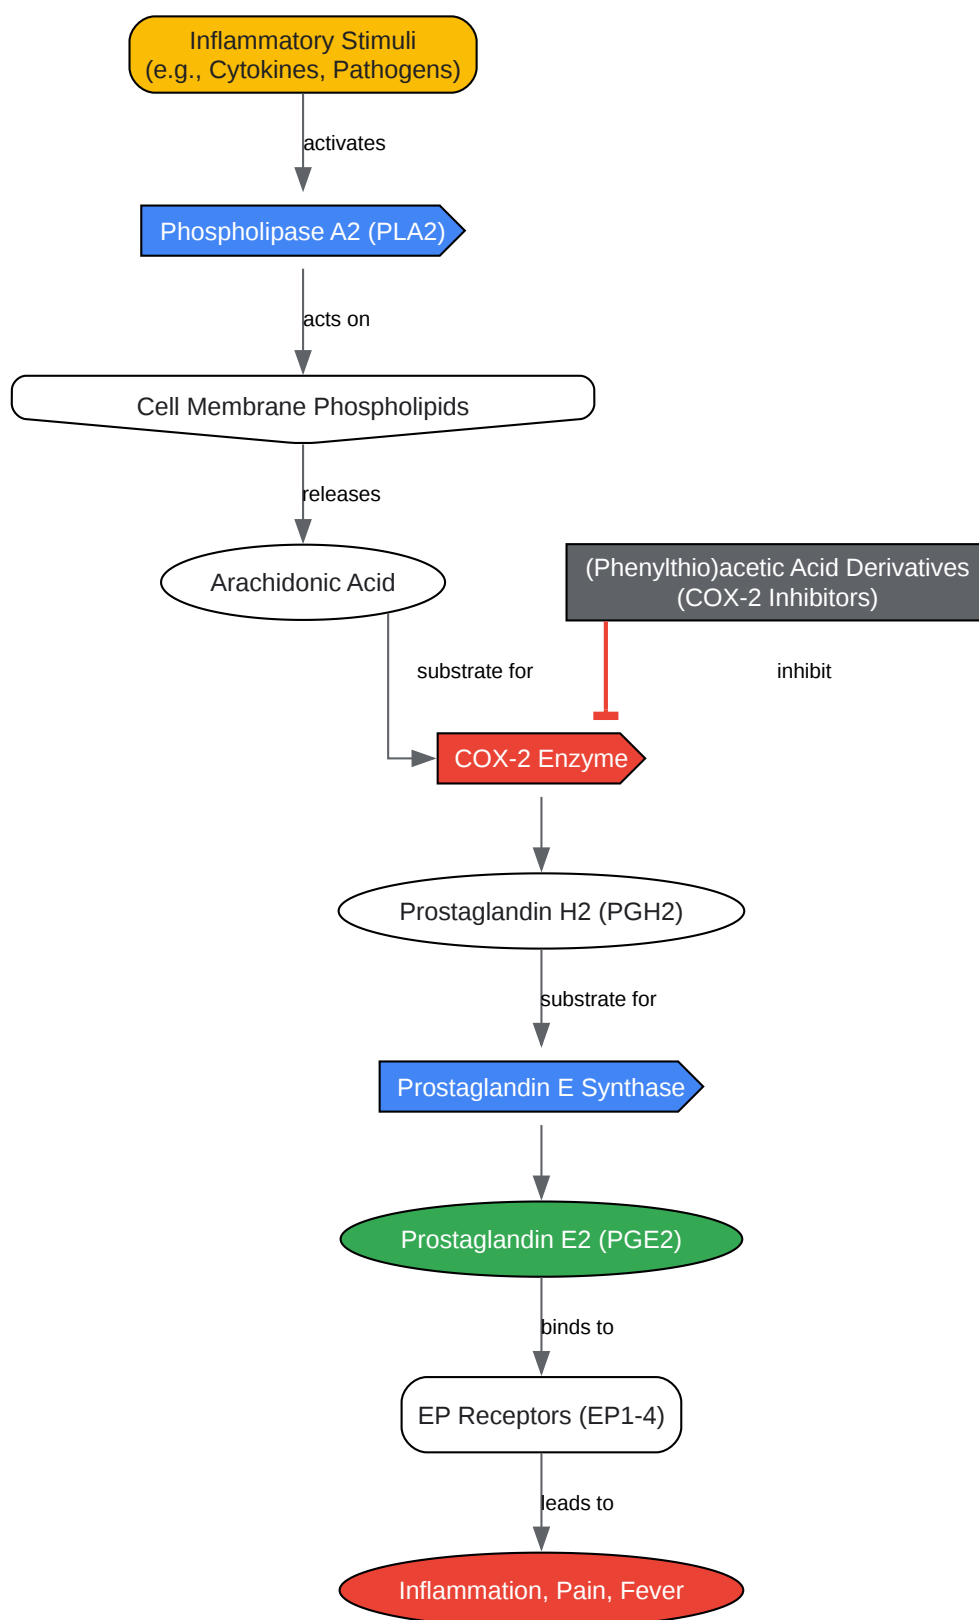 Inflammatory Stimuli
(e.g., Cytokines, Pathogens)
activates
Phospholipase A2 (PLA2)
acts on
Cell Membrane Phospholipids
releases
Arachidonic Acid
(Phenylthio)acetic Acid Derivatives
(COX-2 Inhibitors)
substrate for
inhibit
COX-2 Enzyme
Prostaglandin H2 (PGH2)
substrate for
Prostaglandin E Synthase
Prostaglandin E2 (PGE2)
binds to
EP Receptors (EP1-4)
leads to
Inflammation, Pain, Fever